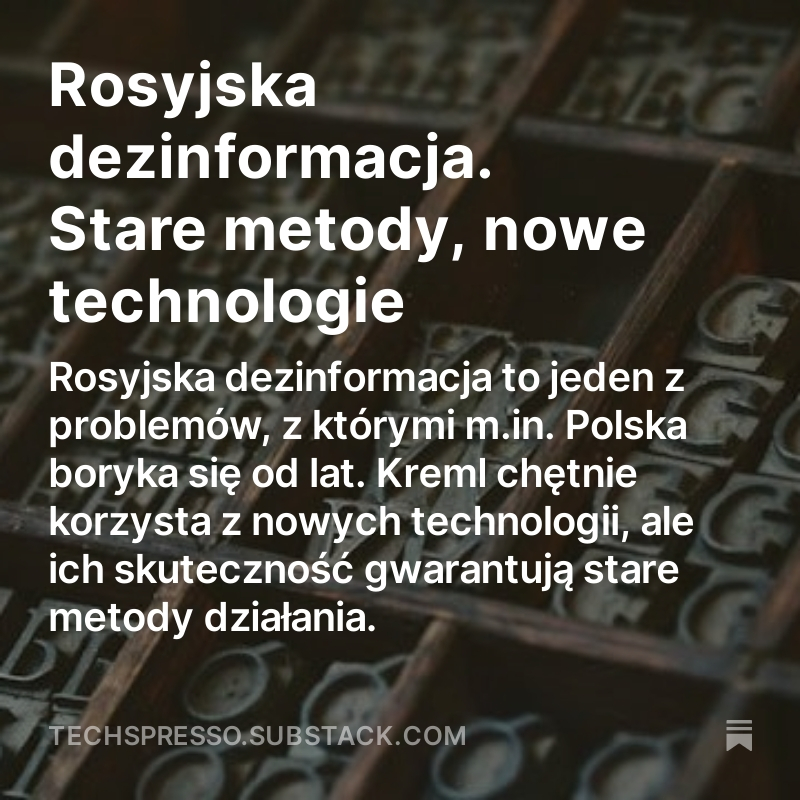 Rosyjska
dezinformacja.
Stare metody, nowe
technologie
Rosyjska dezinformacja to jeden z
problemów, z którymi m.in. Polska
boryka się od lat. Kreml chętnie
korzysta z nowych technologii, ale
ich skuteczność gwarantują stare
metody działania.
TECHSPRESSO.SUBSTACK.COM